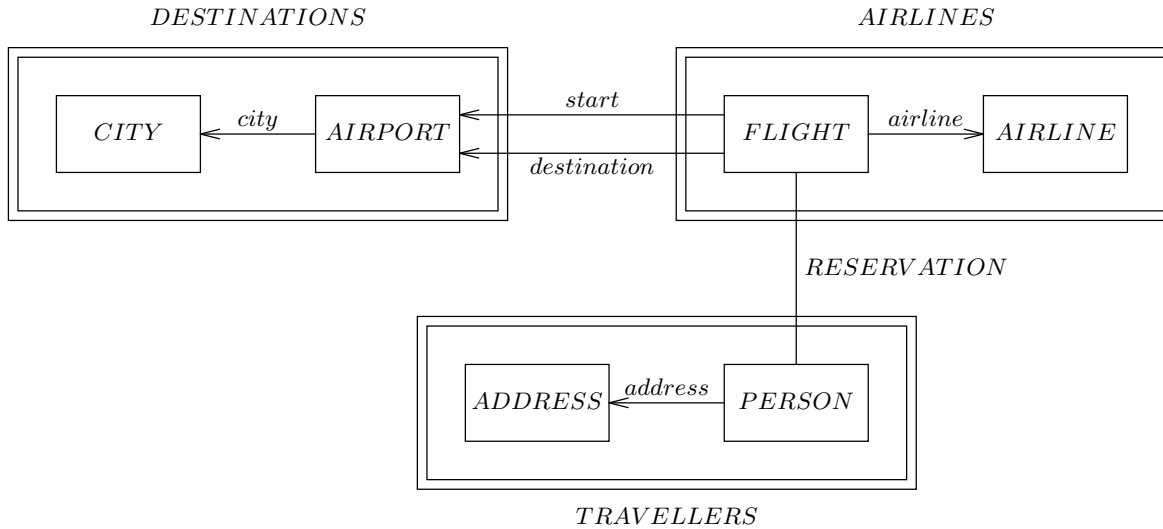 DESTINATIONS
AIRLINES
start
CITY
city
AIRPORT
FLIGHT
airline
AIRLINE
destination
RESERVATION
ADDRESS
address
PERSON
TRAVELLERS